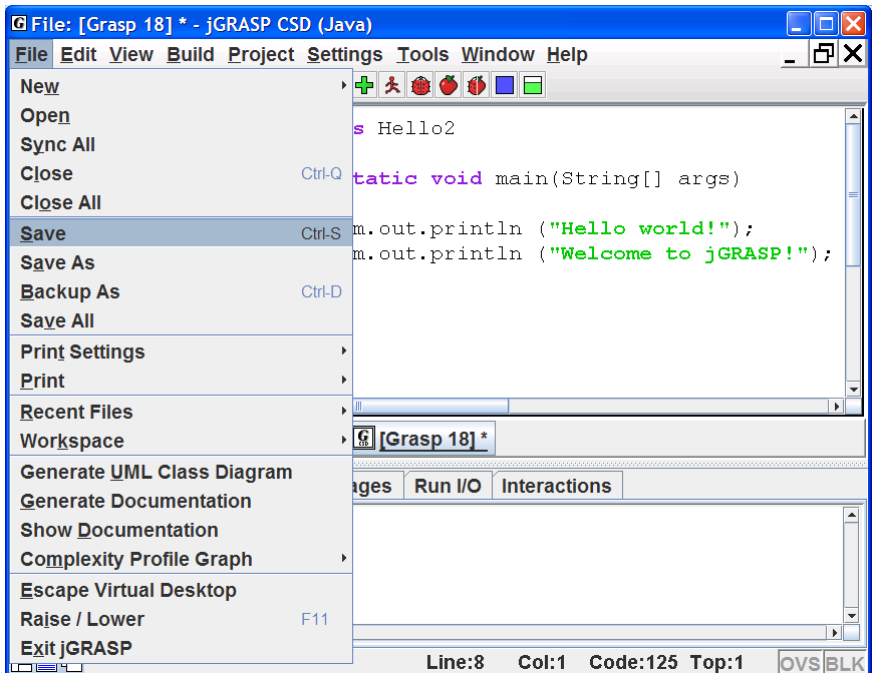 File: [Grasp 18] * - jGRASP CSD (Java)
File Edit View Build Project Settings Tools Window Help
New
Open
Sync All
Close Ctrl-Q
Close All
Save Ctrl-S
Save As
Backup As Ctrl-D
Save All
Print Settings
Print
Recent Files
Workspace
Generate UML Class Diagram
Generate Documentation
Show Documentation
Complexity Profile Graph
Escape Virtual Desktop
Raise / Lower F11
Exit jGRASP
s Hello2
tatic void main(String[] args)
m.out.println ("Hello world!");
m.out.println ("Welcome to jGRASP!");
[Grasp 18] *
ages Run I/O Interactions
Line:8 Col:1 Code:125 Top:1 OVS BLK